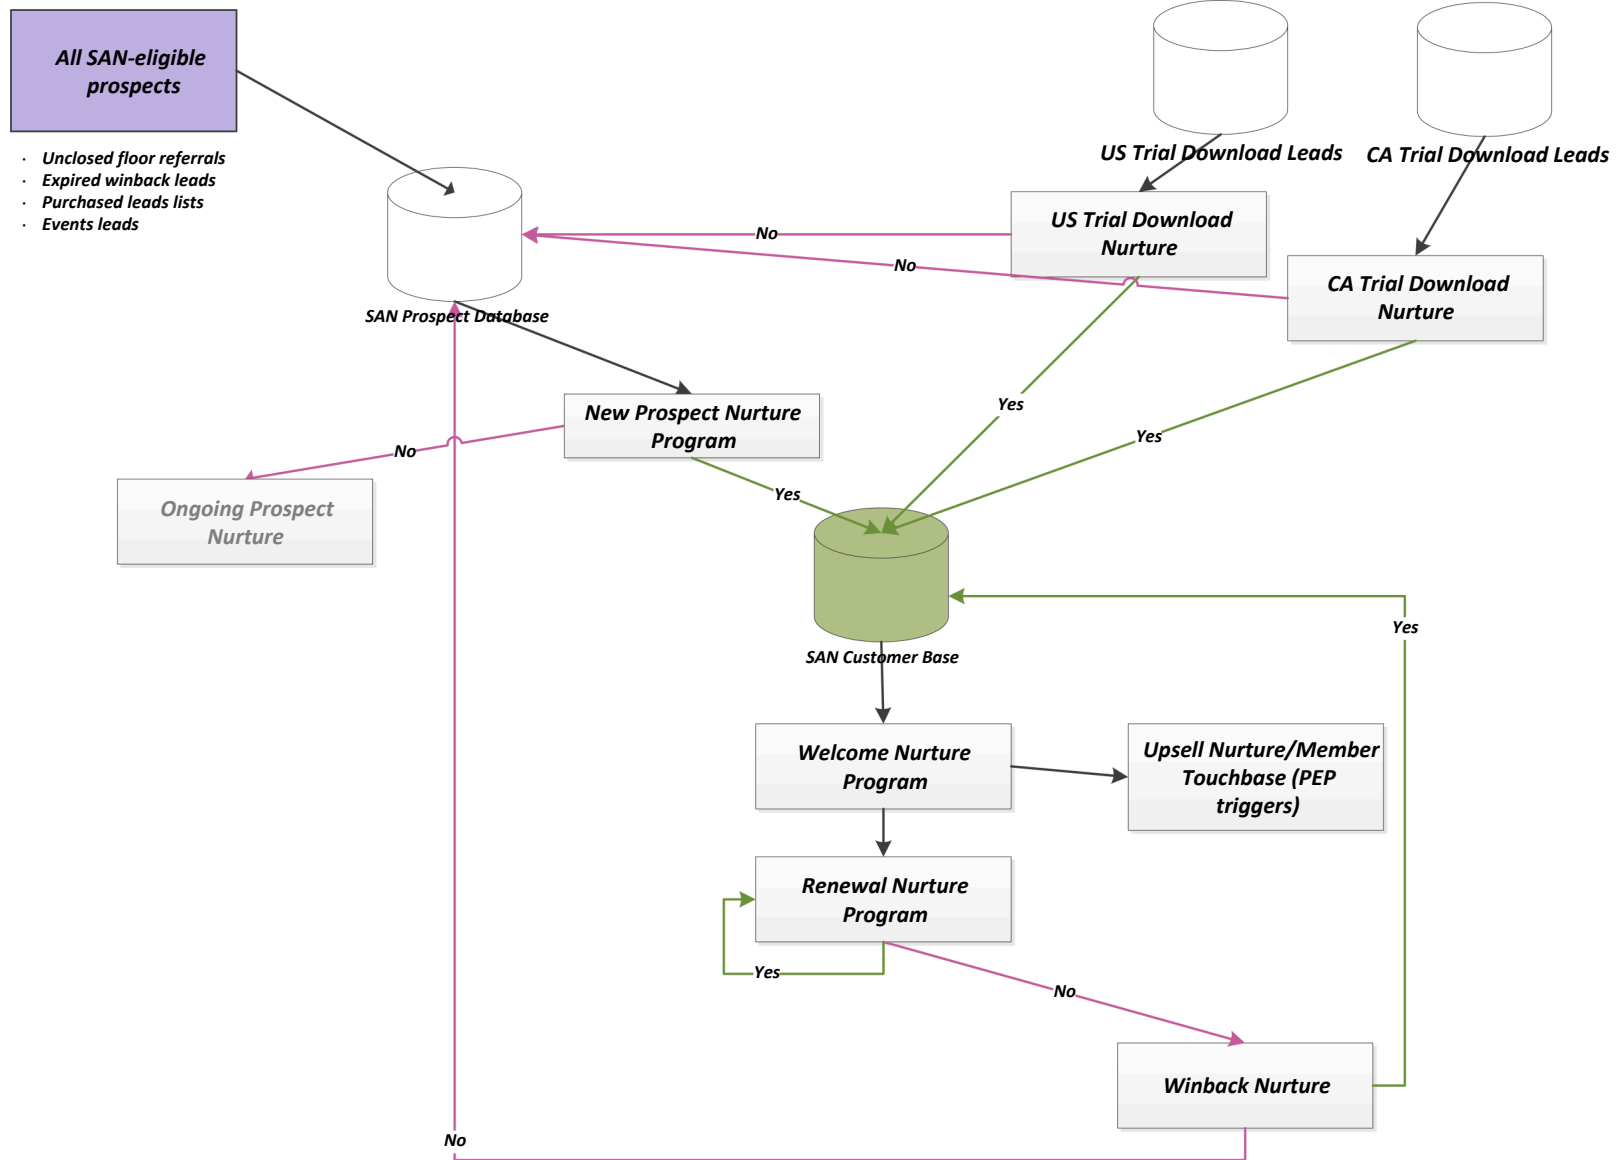 All SAN-eligible
prospects
· Unclosed floor referrals
· Expired winback leads
· Purchased leads lists
· Events leads
US Trial Download Leads
CA Trial Download Leads
US Trial Download
Nurture
No
No
CA Trial Download
Nurture
SAN Prospect Database
New Prospect Nurture
Program
Yes
Yes
No
Ongoing Prospect
Nurture
Yes
SAN Customer Base
Yes
Welcome Nurture
Program
Upsell Nurture/Member
Touchbase (PEP
triggers)
Renewal Nurture
Program
Yes
No
Winback Nurture
No